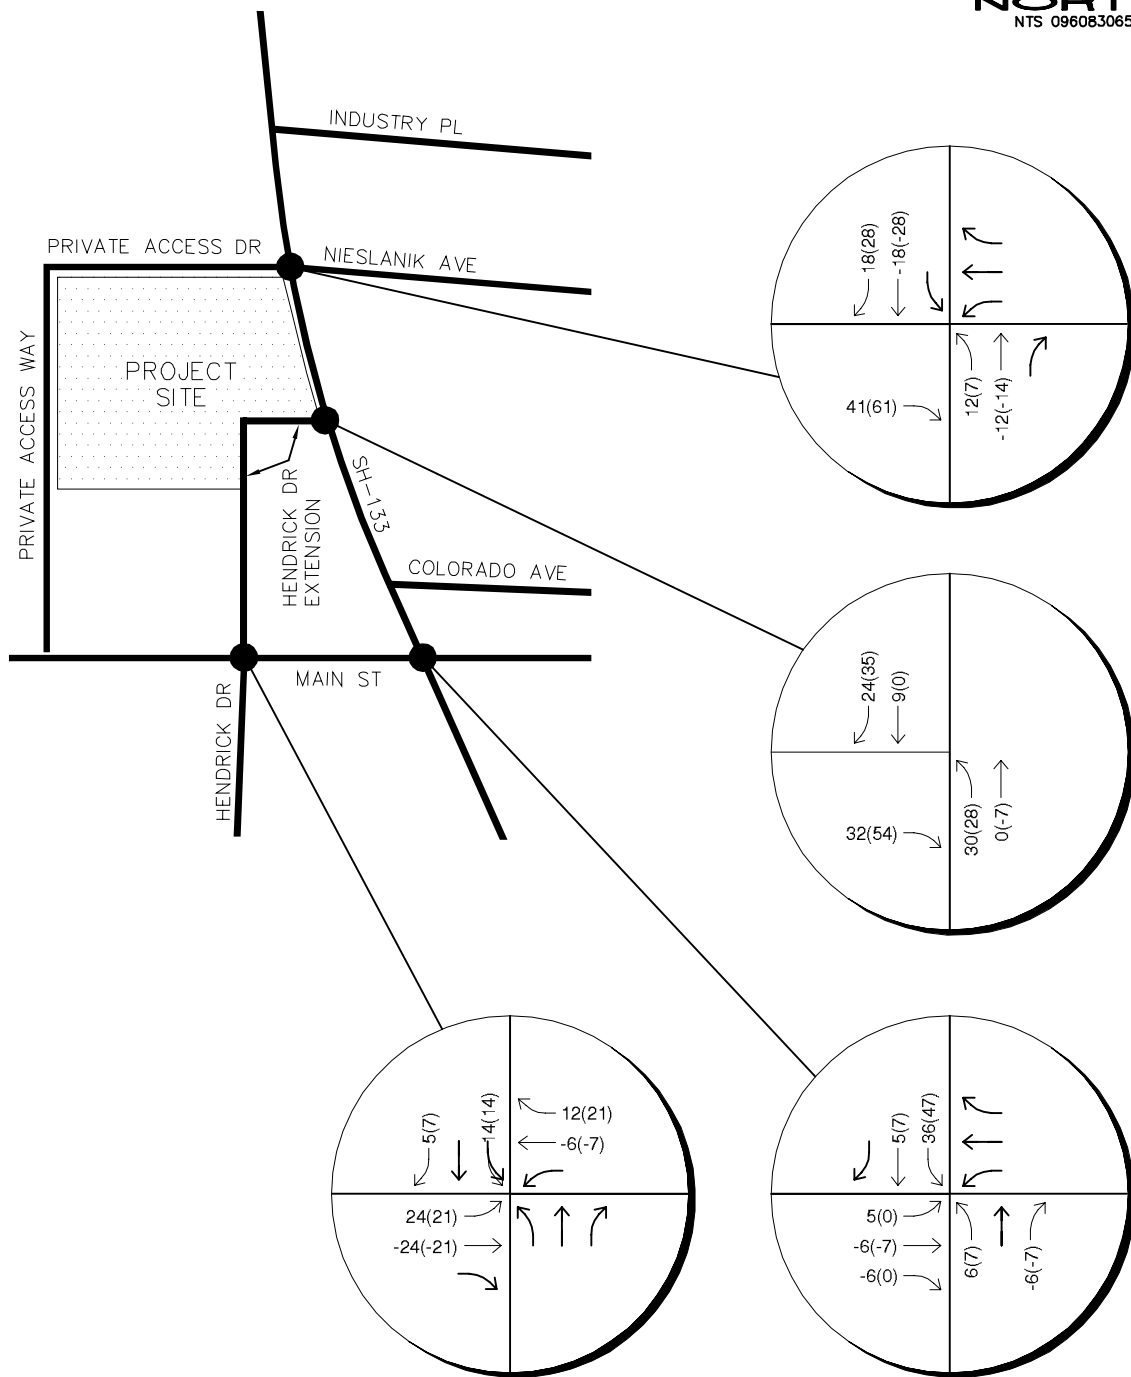 NTS 096083065
INDUSTRY PL
PRIVATE ACCESS DR
NIESLANIK AVE
PRIVATE ACCESS WAY
PROJECT
SITE
HENDRICK DR
EXTENSION
SH-133
COLORADO AVE
MAIN ST
HENDRICK DR
18(28)
-18(-28)
41(61)
12(7)
-12(-14)
24(35)
9(0)
32(54)
30(28)
0(-7)
5(7)
14(14)
12(21)
-6(-7)
24(21)
-24(-21)
5(7)
36(47)
5(0)
-6(-7)
-6(0)
6(7)
-6(-7)